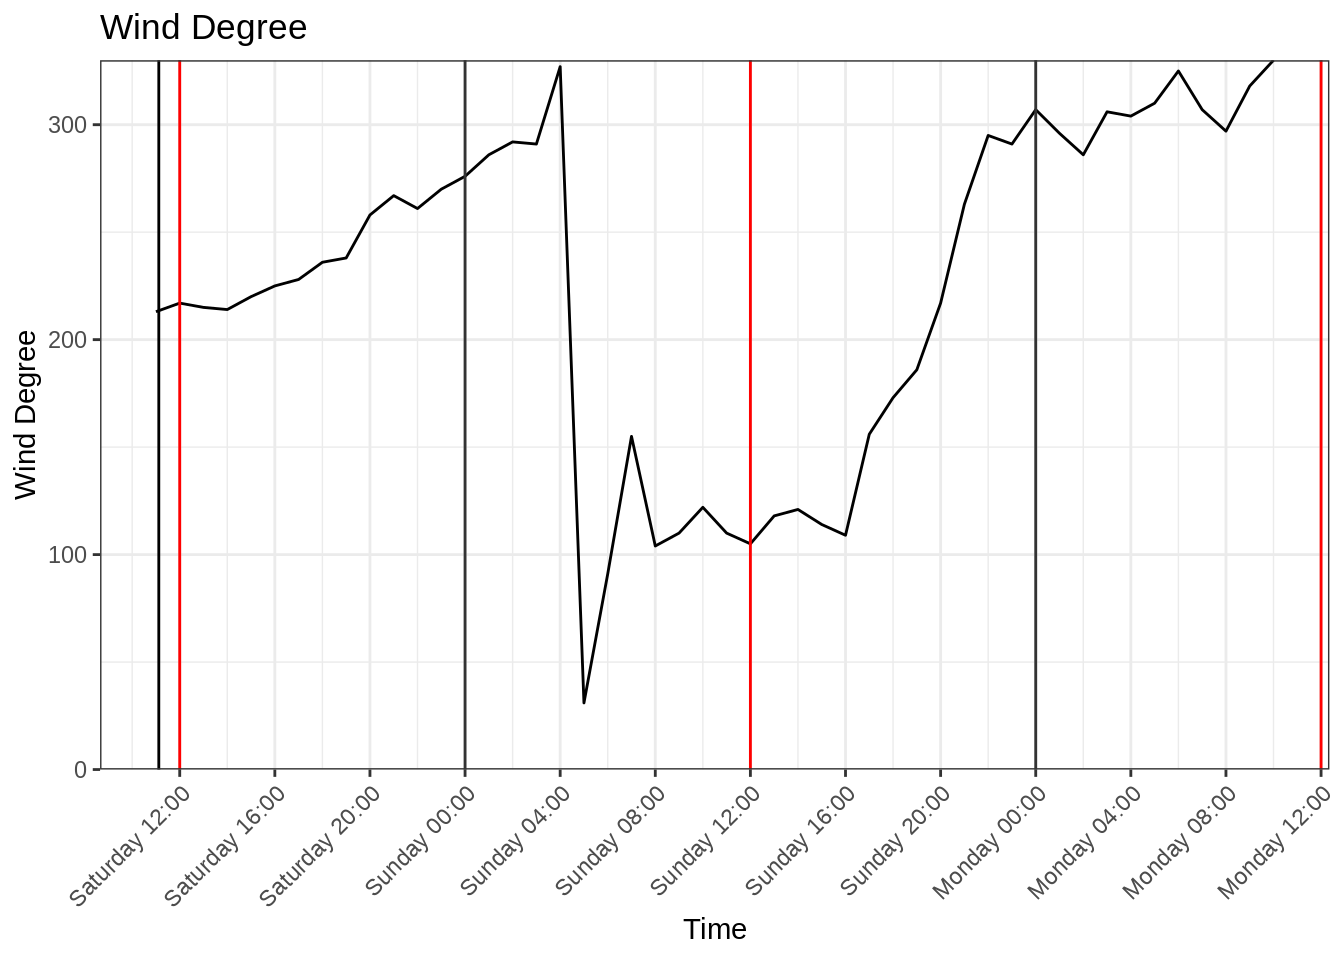 Wind Degree
Wind Degree
300
200
100
0
Saturday 12:00
Saturday 16:00
Saturday 20:00
Sunday 00:00
Sunday 04:00
Sunday 08:00
Sunday 12:00
Sunday 16:00
Sunday 20:00
Monday 00:00
Monday 04:00
Monday 08:00
Monday 12:00
Time